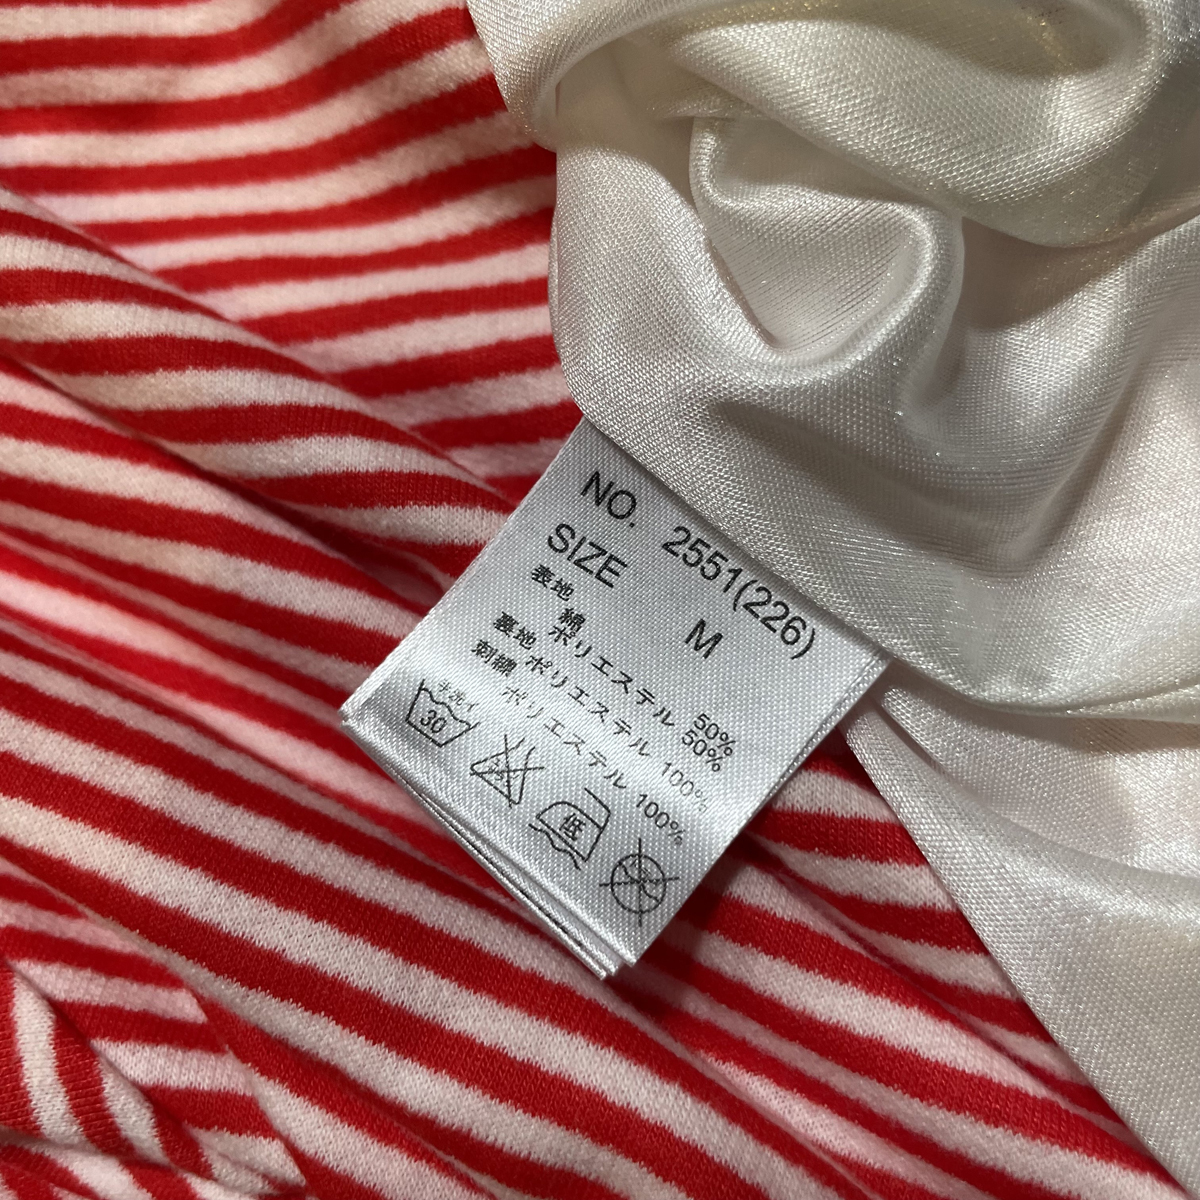 NO. 2551(226)
SIZE M
表地
綿 50%
ポリエステル 50%
裏地 ポリエステル 100%
刺繍 ポリエステル 100%
手洗イ
30
低